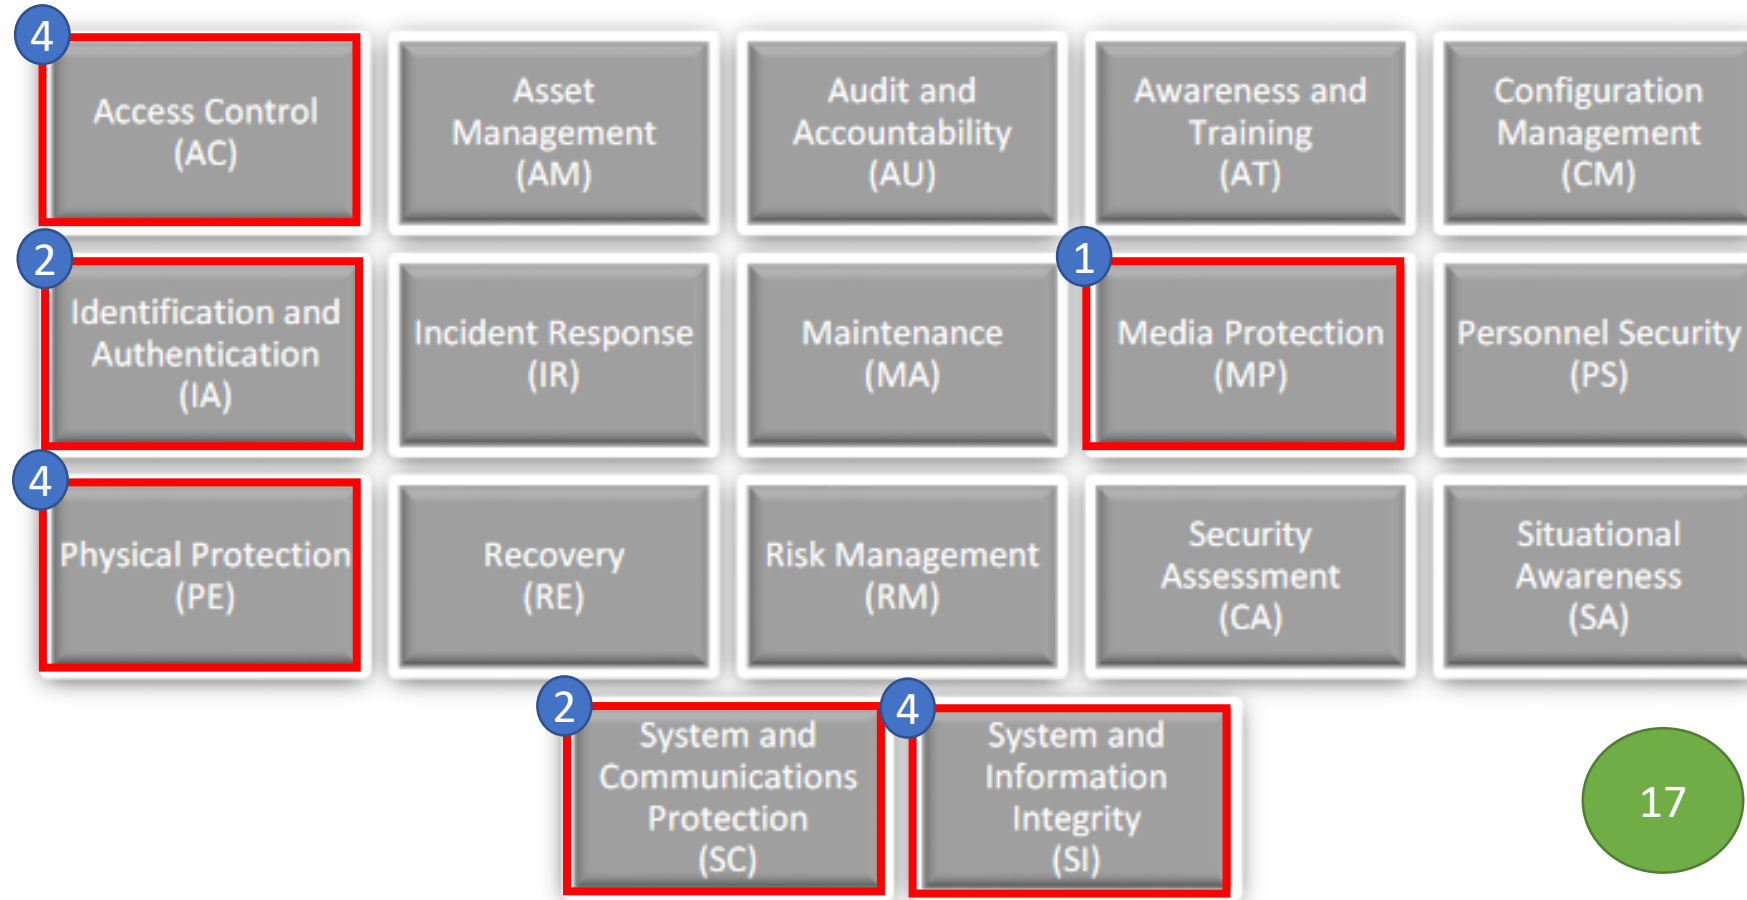 4
Access Control
(AC)
Asset
Management
(AM)
Audit and
Accountability
(AU)
Awareness and
Training
(AT)
Configuration
Management
(CM)
2
Identification and
Authentication
(IA)
Incident Response
(IR)
Maintenance
(MA)
1
Media Protection
(MP)
Personnel Security
(PS)
4
Physical Protection
(PE)
Recovery
(RE)
Risk Management
(RM)
Security
Assessment
(CA)
Situational
Awareness
(SA)
2
System and
Communications
Protection
(SC)
4
System and
Information
Integrity
(SI)
17